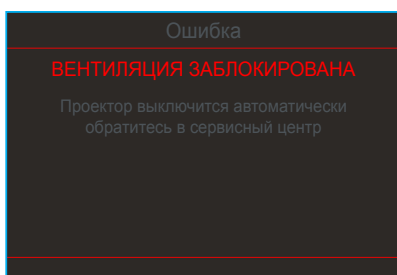 Ошибка
ВЕНТИЛЯЦИЯ ЗАБЛОКИРОВАНА
Проектор выключится автоматически
обратитесь в сервисный центр